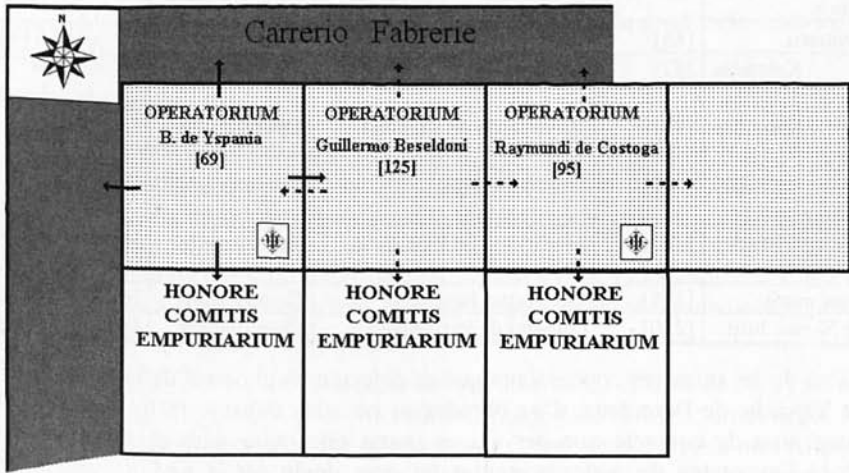 N
Carrerio Fabrerie
OPERATORIUM
B. de Yspania
[69]
OPERATORIUM
Guillermo Beseldoni
[125]
OPERATORIUM
Raymundi de Costoga
[95]
HONORE
COMITIS
EMPURIARIUM
HONORE
COMITIS
EMPURIARIUM
HONORE
COMITIS
EMPURIARIUM